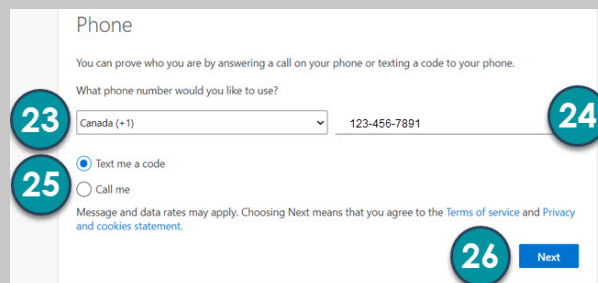 Phone
You can prove who you are by answering a call on your phone or texting a code to your phone.
What phone number would you like to use?
23
Canada (+1)
123-456-7891
24
Text me a code
25
Call me
Message and data rates may apply. Choosing Next means that you agree to the Terms of service and Privacy
and cookies statement.
26
Next